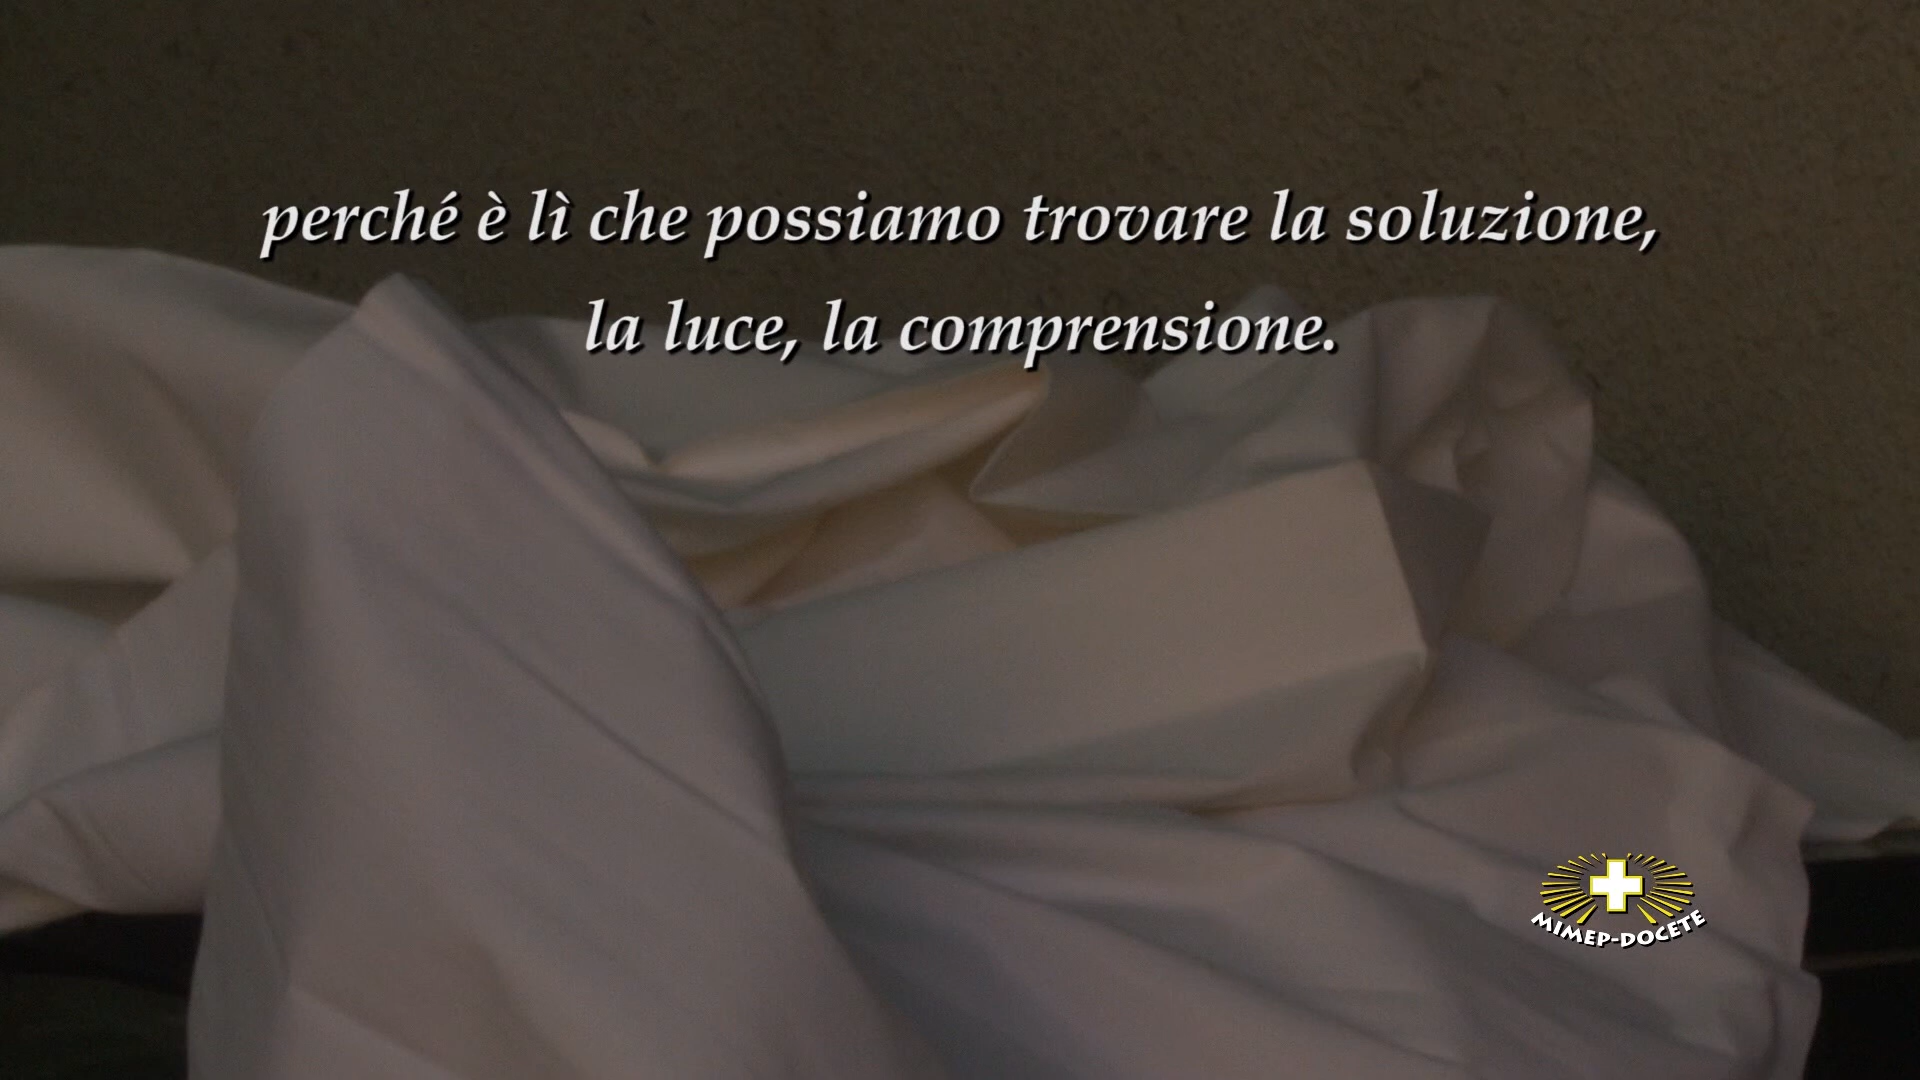 perché è lì che possiamo trovare la soluzione,
la luce, la comprensione.
MIMEP-DOCETE